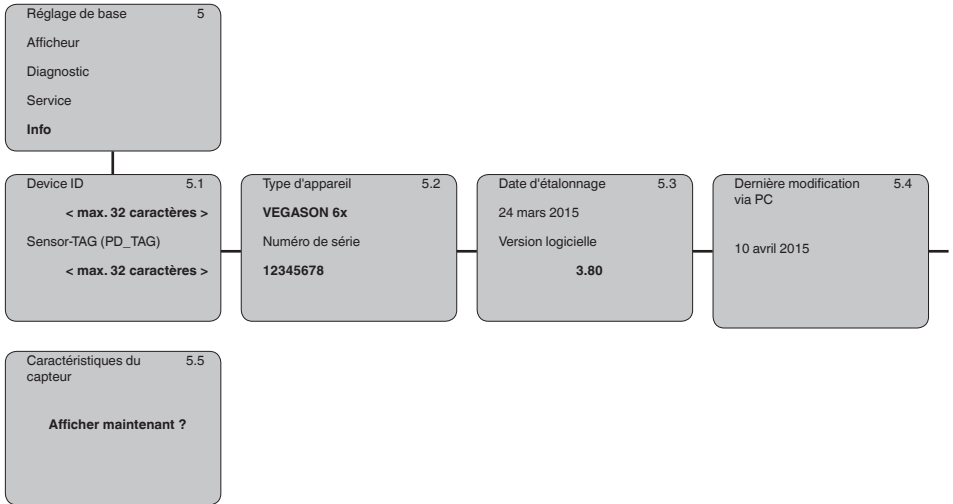 Réglage de base 5
Afficheur
Diagnostic
Service
Info
Device ID 5.1
< max. 32 caractères >
Sensor-TAG (PD_TAG)
< max. 32 caractères >
Type d'appareil 5.2
VEGASON 6x
Numéro de série
12345678
Date d'étalonnage 5.3
24 mars 2015
Version logicielle
3.80
Dernière modification 5.4
via PC
10 avril 2015
Caractéristiques du 5.5
capteur
Afficher maintenant ?